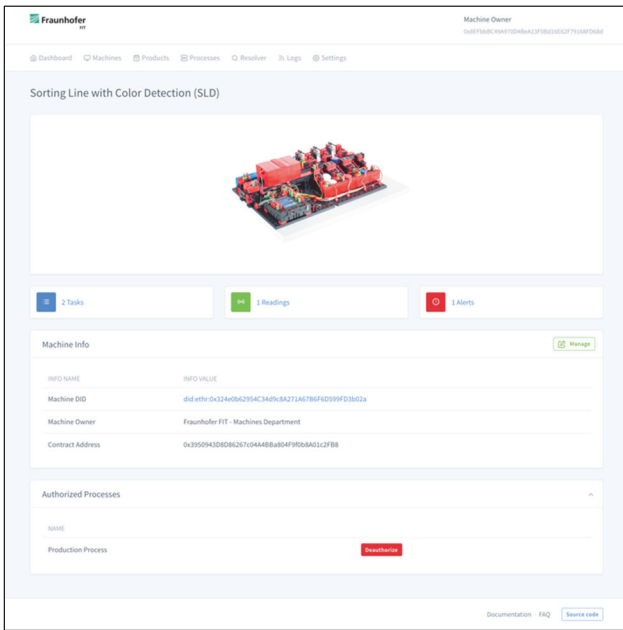 Fraunhofer
FIT
Machine Owner
Dashboard Machines Products Processes Resolver Logs Settings
Sorting Line with Color Detection (SLD)
2 Tasks
1 Readings
1 Alerts
Machine Info
Manage
INFO NAME INFO VALUE
Machine DID did:ethr:0x324e0b62954C34d9c8A271A67B6F6D599FD3b02a
Machine Owner Fraunhofer FIT - Machines Department
Contract Address 0x3950943D8D86267c04A4BBa804F9f0b8A01c2FB8
Authorized Processes
NAME
Production Process Deauthorize
Documentation · FAQ Source code